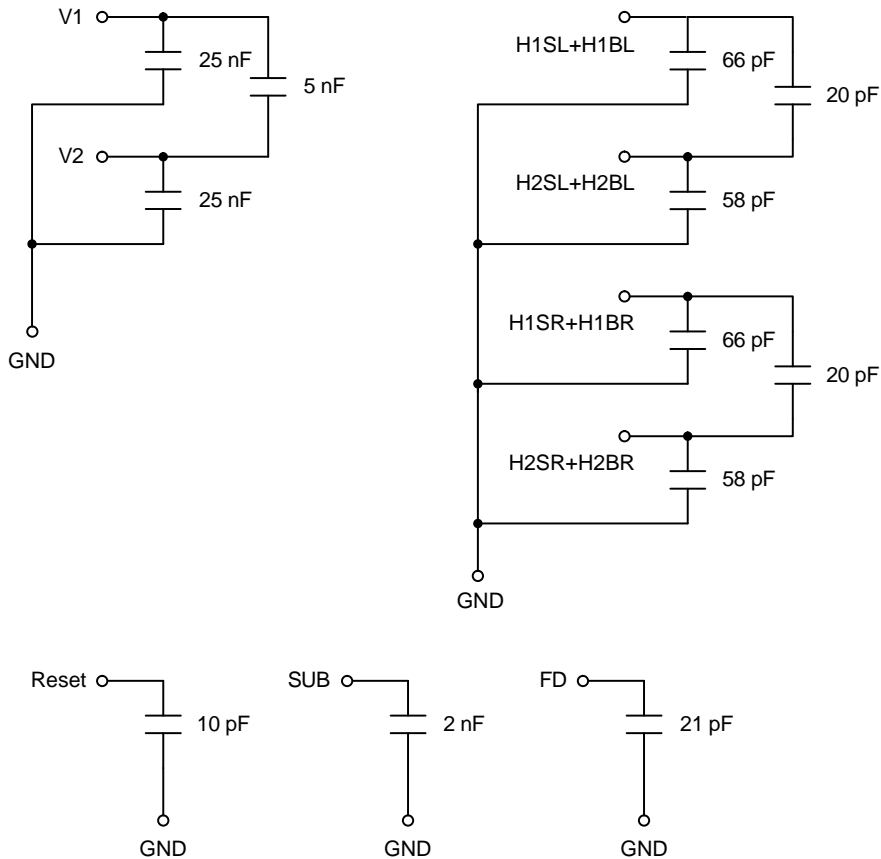 V1
25 nF
5 nF
V2
25 nF
GND
H1SL+H1BL
66 pF
20 pF
H2SL+H2BL
58 pF
H1SR+H1BR
66 pF
20 pF
H2SR+H2BR
58 pF
GND
Reset
10 pF
GND
SUB
2 nF
GND
FD
21 pF
GND